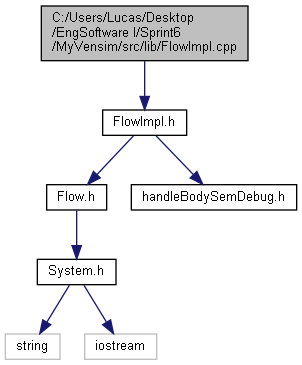 C:/Users/Lucas/Desktop
/EngSoftware I/Sprint6
/MyVensim/src/lib/FlowImpl.cpp
FlowImpl.h
Flow.h
handleBodySemDebug.h
System.h
string
iostream